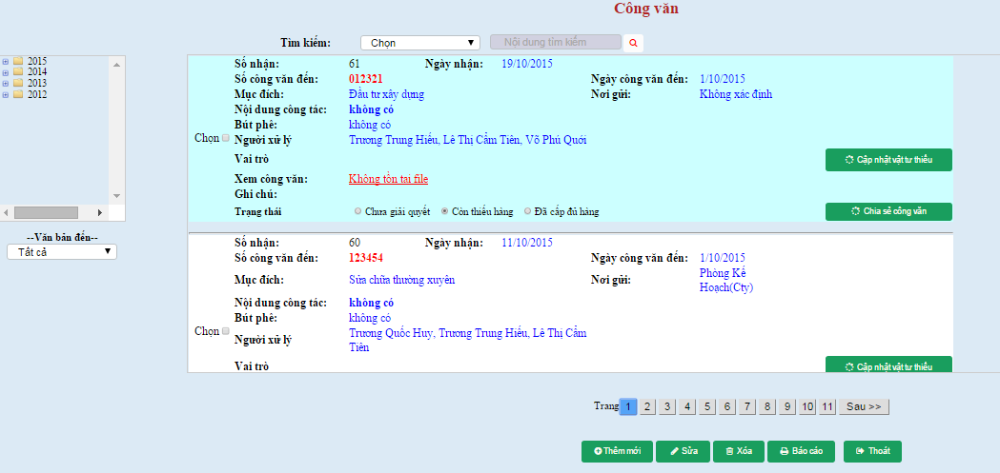 Công văn
Tìm kiếm: Chọn Nội dung tìm kiếm
2015
2014
2013
2012
--Văn bản đến--
Tất cả
Số nhận: 61 Ngày nhận: 19/10/2015
Số công văn đến: 012321 Ngày công văn đến: 1/10/2015
Mục đích: Đầu tư xây dựng Nơi gửi: Không xác định
Nội dung công tác: không có
Bút phê: không có
Chọn Người xử lý Trương Trung Hiếu, Lê Thị Cẩm Tiên, Võ Phú Quới
Vai trò Cập nhật vật tư thiếu
Xem công văn: Không tồn tại file
Ghi chú:
Trạng thái Chưa giải quyết Còn thiếu hàng Đã cấp đủ hàng Chia sẻ công văn
Số nhận: 60 Ngày nhận: 11/10/2015
Số công văn đến: 123454 Ngày công văn đến: 1/10/2015
Mục đích: Sửa chữa thường xuyên Nơi gửi: Phòng Kế
Hoạch(Cty)
Nội dung công tác: không có
Bút phê: không có
Chọn Người xử lý Trương Quốc Huy, Trương Trung Hiếu, Lê Thị Cẩm
Tiên
Vai trò Cập nhật vật tư thiếu
Trang 1 2 3 4 5 6 7 8 9 10 11 Sau >>
Thêm mới Sửa Xóa Báo cáo Thoát